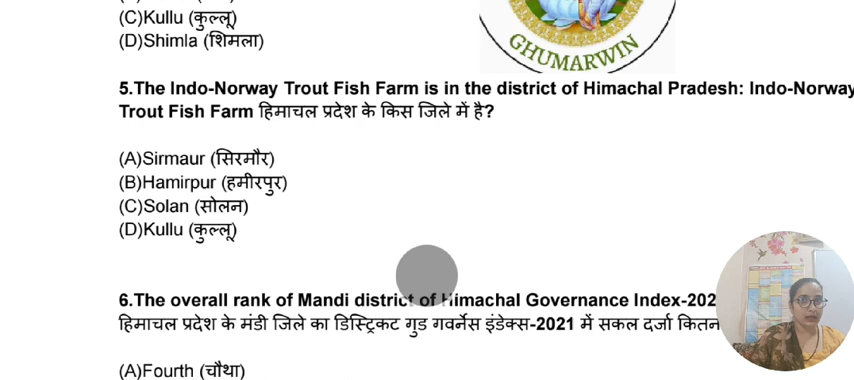 (C)Kullu (कुल्लू)
(D)Shimla (शिमला)
GHUMARWIN
5.The Indo-Norway Trout Fish Farm is in the district of Himachal Pradesh: Indo-Norway
Trout Fish Farm हिमाचल प्रदेश के किस जिले में है?
(A)Sirmaur (सिरमौर)
(B)Hamirpur (हमीरपुर)
(C)Solan (सोलन)
(D)Kullu (कुल्लू)
6.The overall rank of Mandi district of Himachal Governance Index-202
हिमाचल प्रदेश के मंडी जिले का डिस्ट्रिकट गुड गवर्नेस इंडेक्स-2021 में सकल दर्जा कितन
(A)Fourth (चौथा)